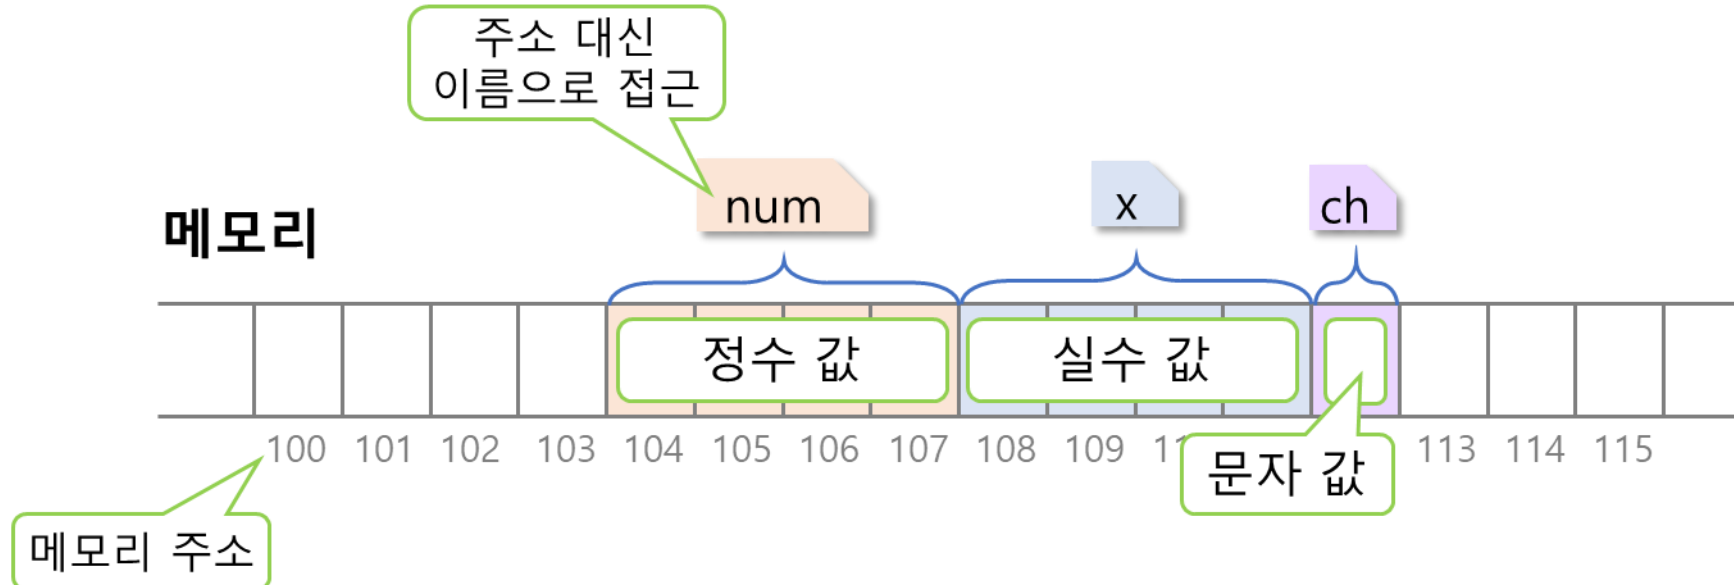 주소 대신
이름으로 접근
num
x
ch
메모리
정수 값
실수 값
100 101 102 103 104 105 106 107 108 109 113 114 115
문자 값
메모리 주소